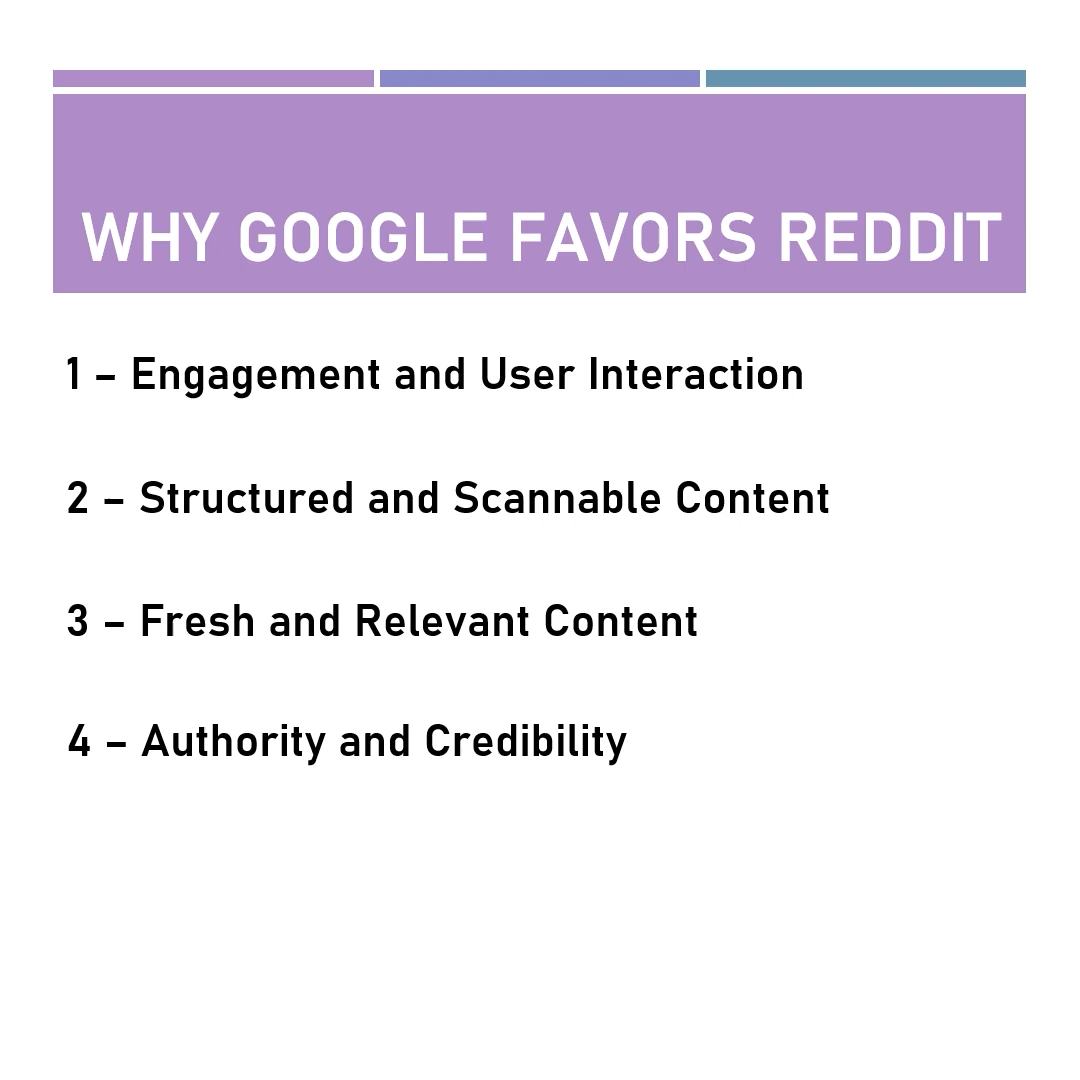 WHY GOOGLE FAVORS REDDIT
1 – Engagement and User Interaction
2 – Structured and Scannable Content
3 – Fresh and Relevant Content
4 – Authority and Credibility